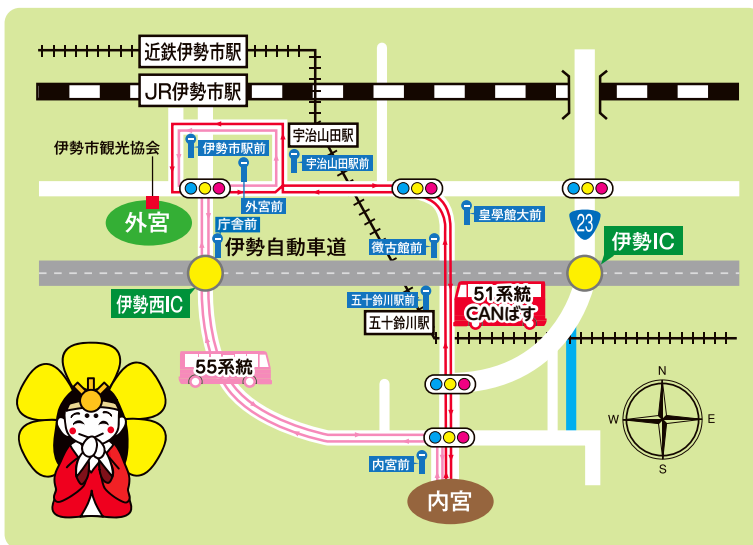 近鉄伊勢市駅
JR伊勢市駅
宇治山田駅
伊勢市観光協会
伊勢市駅前
宇治山田駅前
外宮前
外宮
庁舎前
皇學館大前
23
伊勢自動車道
徴古館前
伊勢IC
伊勢西IC
五十鈴川駅前
五十鈴川駅
51系統
CANばす
55系統
内宮前
内宮
N
W
E
S